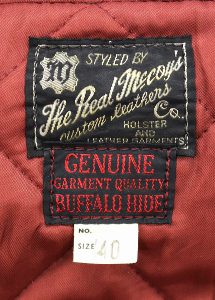 STYLED BY
The Real McCoy's
custom leathers
Co.
HOLSTER
AND
LEATHER GARMENTS
GENUINE
GARMENT QUALITY
BUFFALO HIDE
NO.
SIZE 40